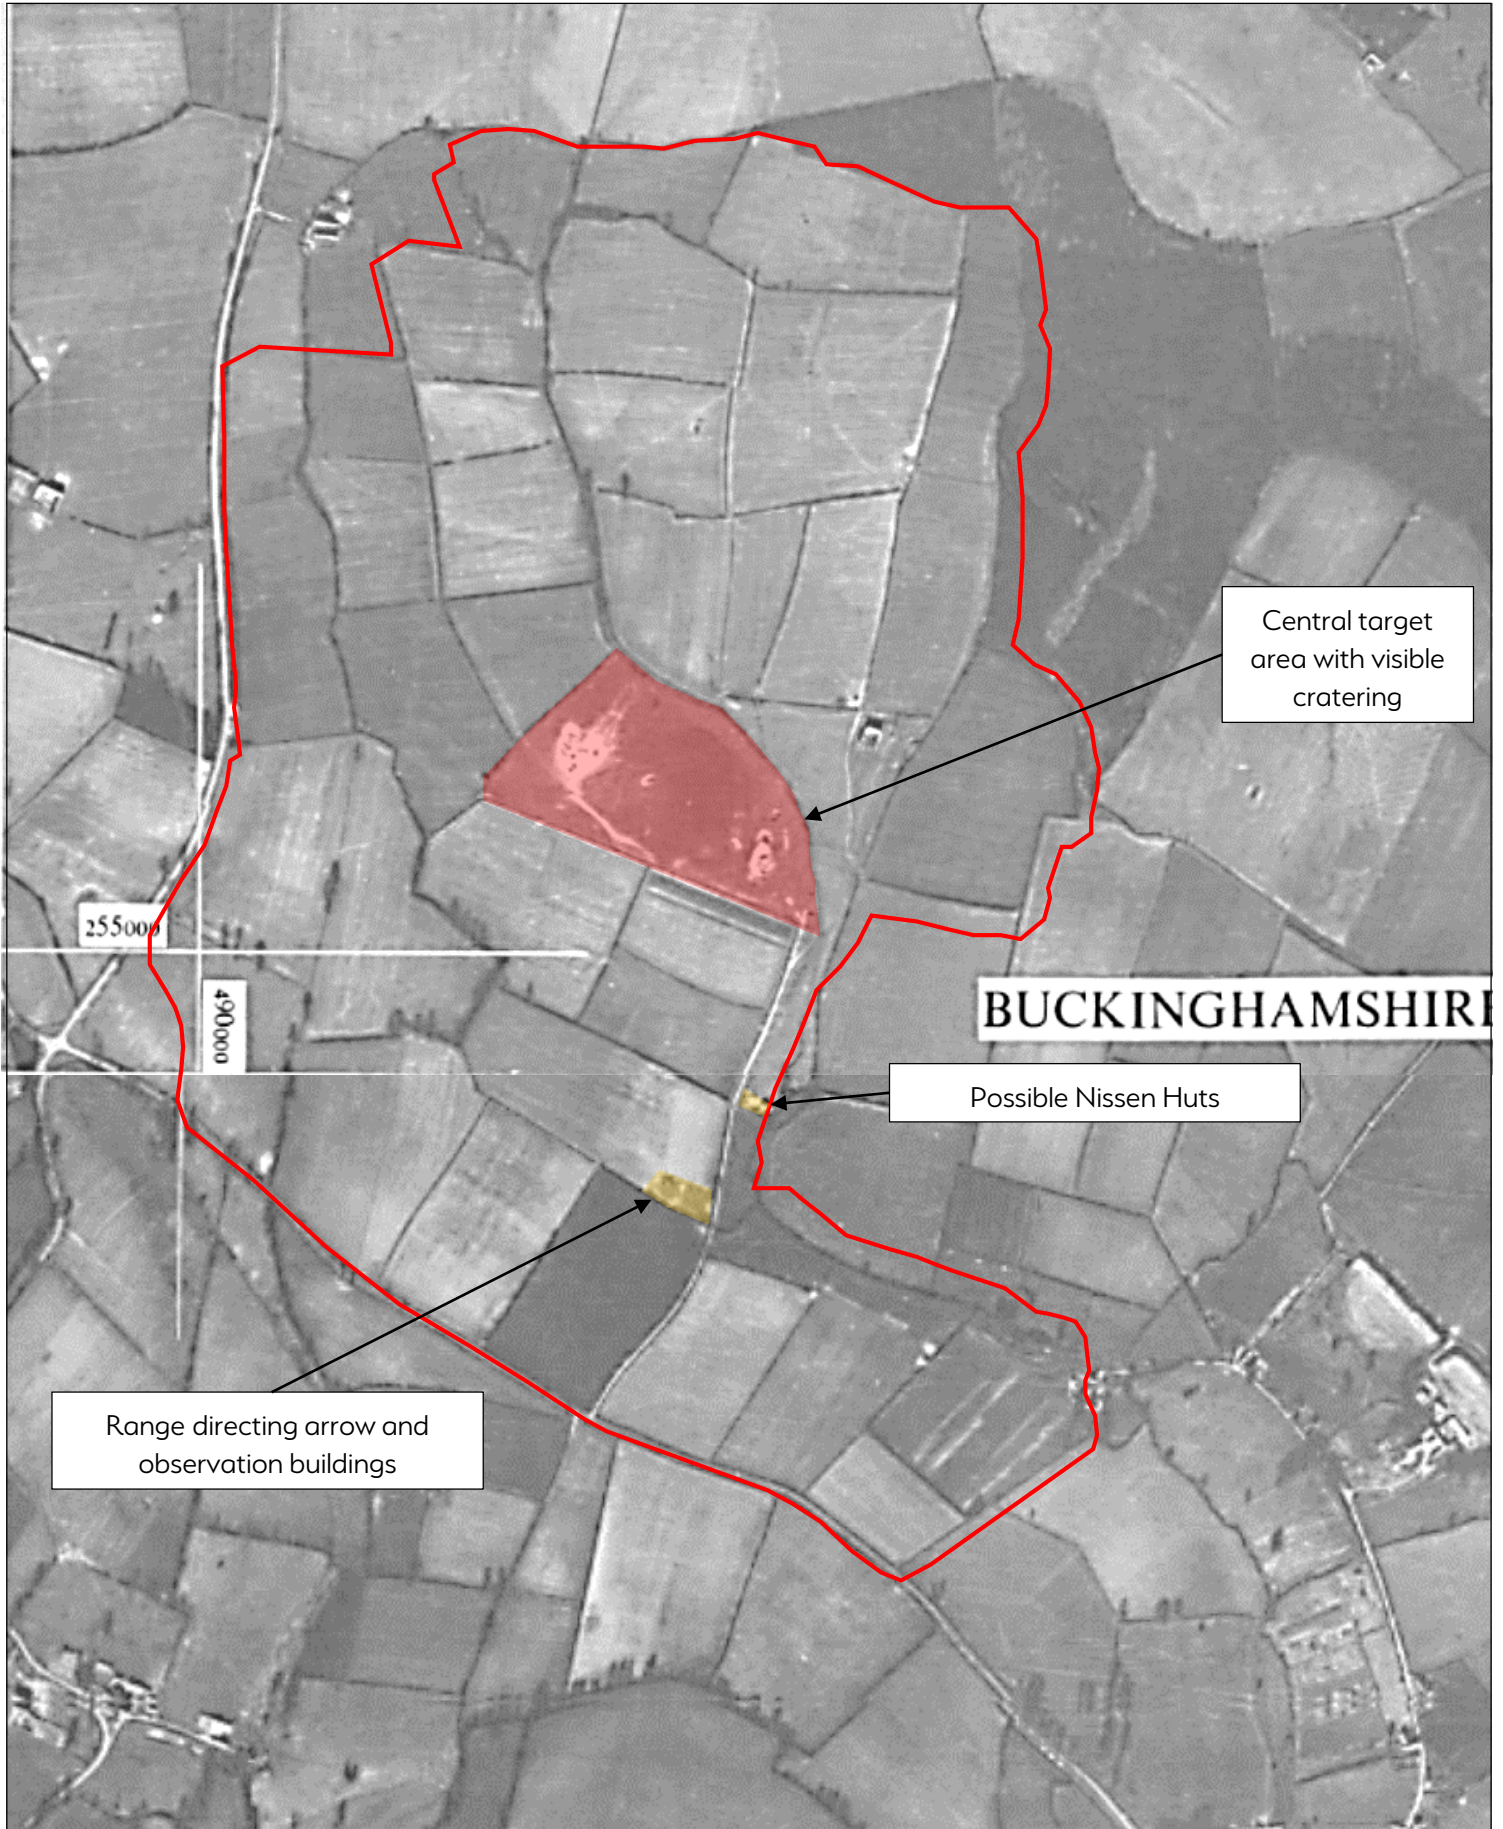 Central target
area with visible
cratering
255000
490000
BUCKINGHAMSHIRE
Possible Nissen Huts
Range directing arrow and
observation buildings